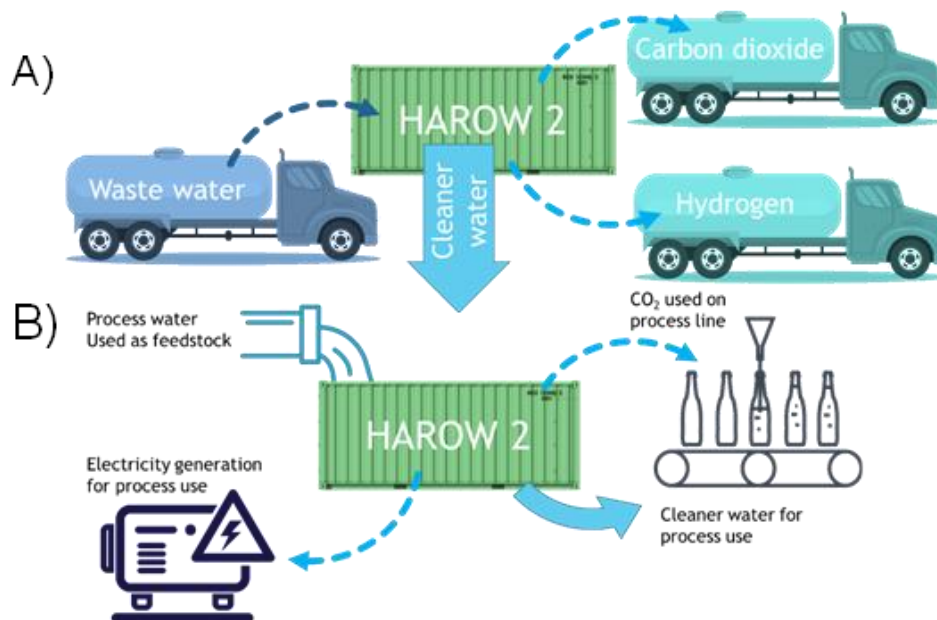 A)
Waste water
HAROW 2
Carbon dioxide
Hydrogen
Cleaner
water
B)
Process water
Used as feedstock
CO₂ used on
process line
HAROW 2
Electricity generation
for process use
Cleaner water for
process use